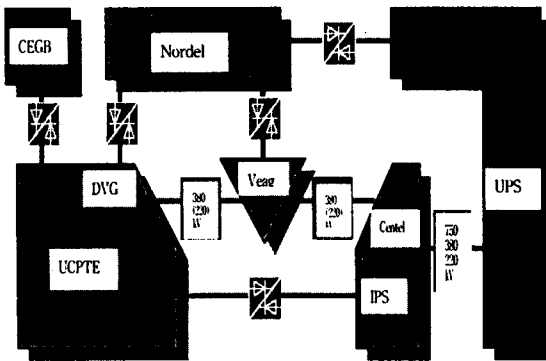 CEGB
Nordel
DVG
Veag
380
(220)
kV
380
(220)
kV
Centel
UPS
750
380
220
kV
UCPTE
IPS